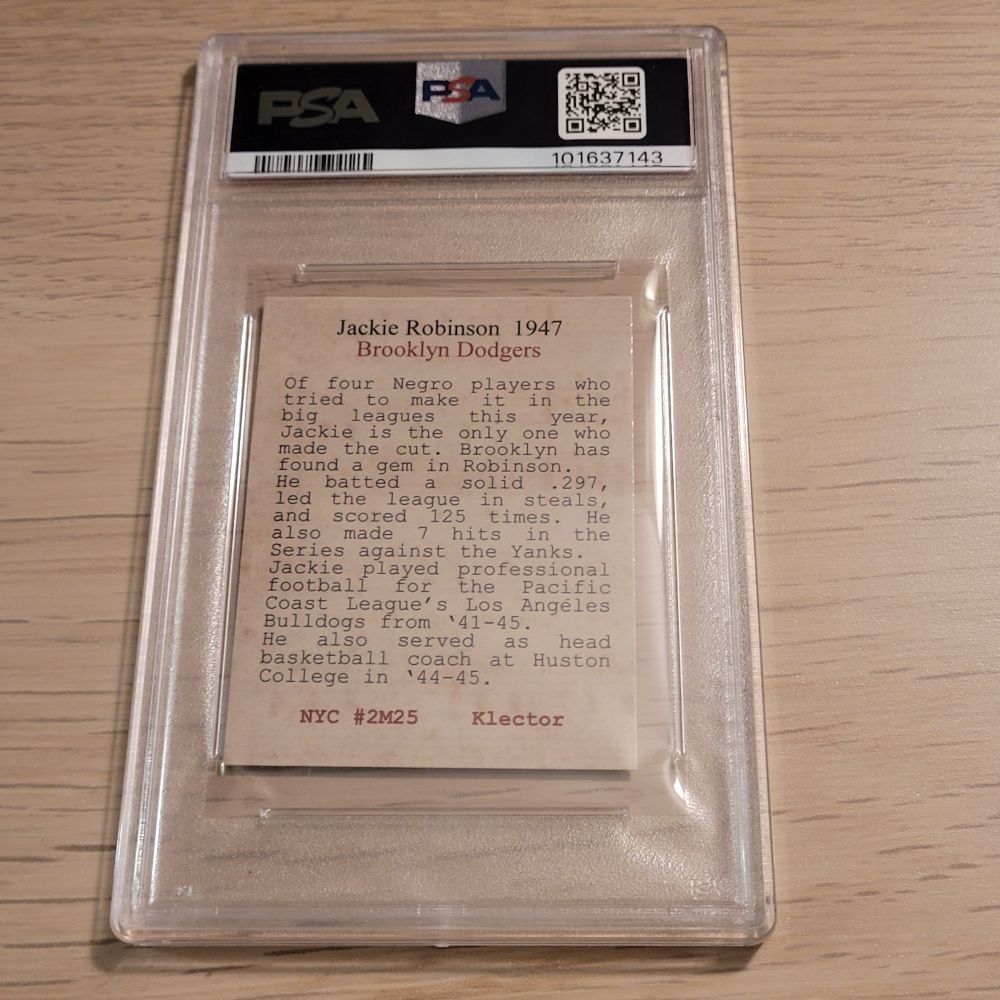 PSA
PSA
101637143
Jackie Robinson 1947
Brooklyn Dodgers
Of four Negro players who
tried to make it in the
big leagues this year,
Jackie is the only one who
made the cut. Brooklyn has
found a gem in Robinson.
He batted a solid .297,
led the league in steals,
and scored 125 times. He
also made 7 hits in the
Series against the Yanks.
Jackie played professional
football for the Pacific
Coast League's Los Angéles
Bulldogs from '41-45.
He also served as head
basketball coach at Huston
College in '44-45.
NYC #2M25 Klector
PSA